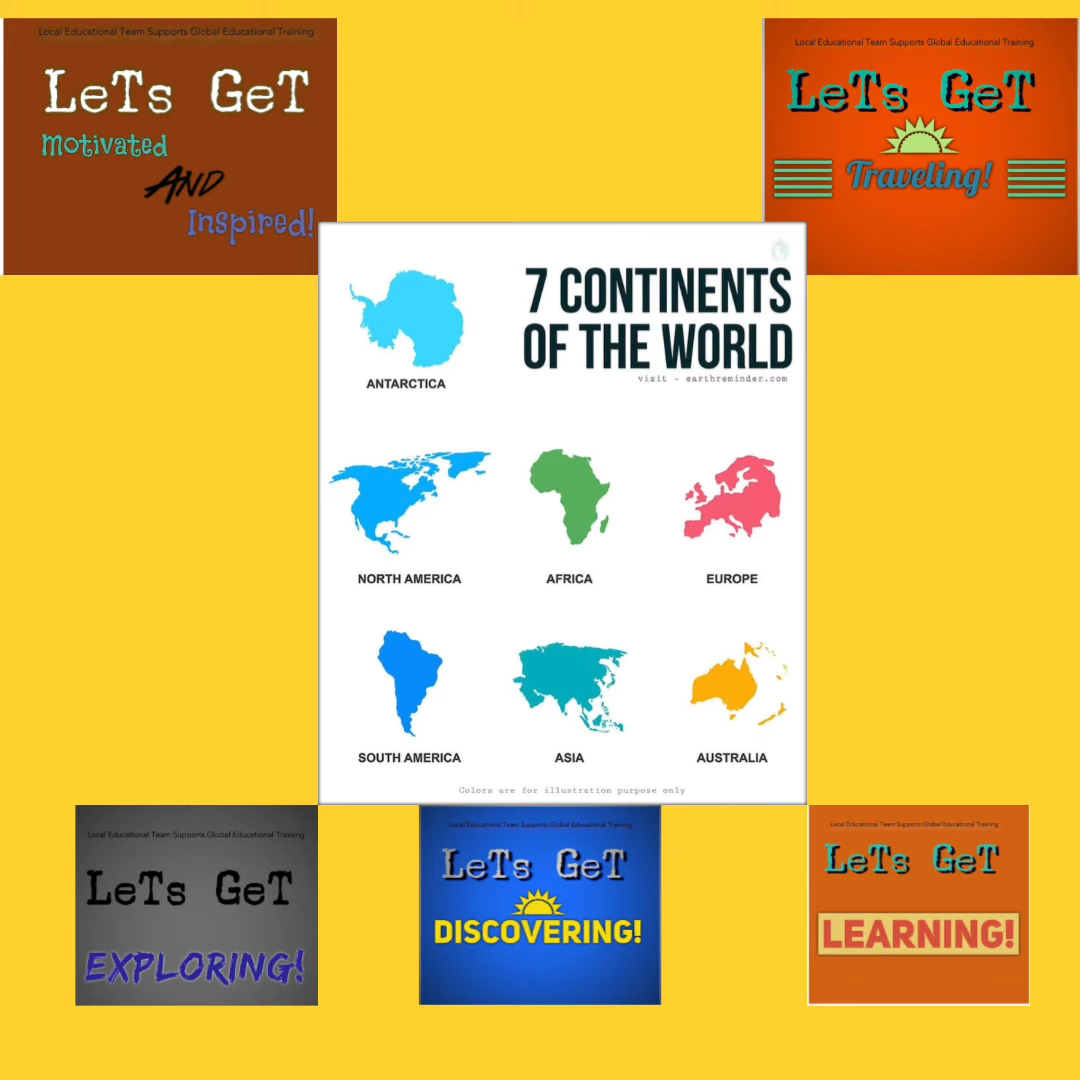 Local Educational Team Supports Global Educational Training
LeTs GeT
Motivated
AND
Inspired!
Local Educational Team Supports Global Educational Training
LeTs GeT
Traveling!
7 CONTINENTS
OF THE WORLD
visit - earthreminder.com
ANTARCTICA
NORTH AMERICA
AFRICA
EUROPE
SOUTH AMERICA
ASIA
AUSTRALIA
Colors are for illustration purpose only
Local Educational Team Supports Global Educational Training
LeTs GeT
EXPLORING!
Local Educational Team Supports Global Educational Training
LeTs GeT
DISCOVERING!
Local Educational Team Supports Global Educational Training
LeTs GeT
LEARNING!